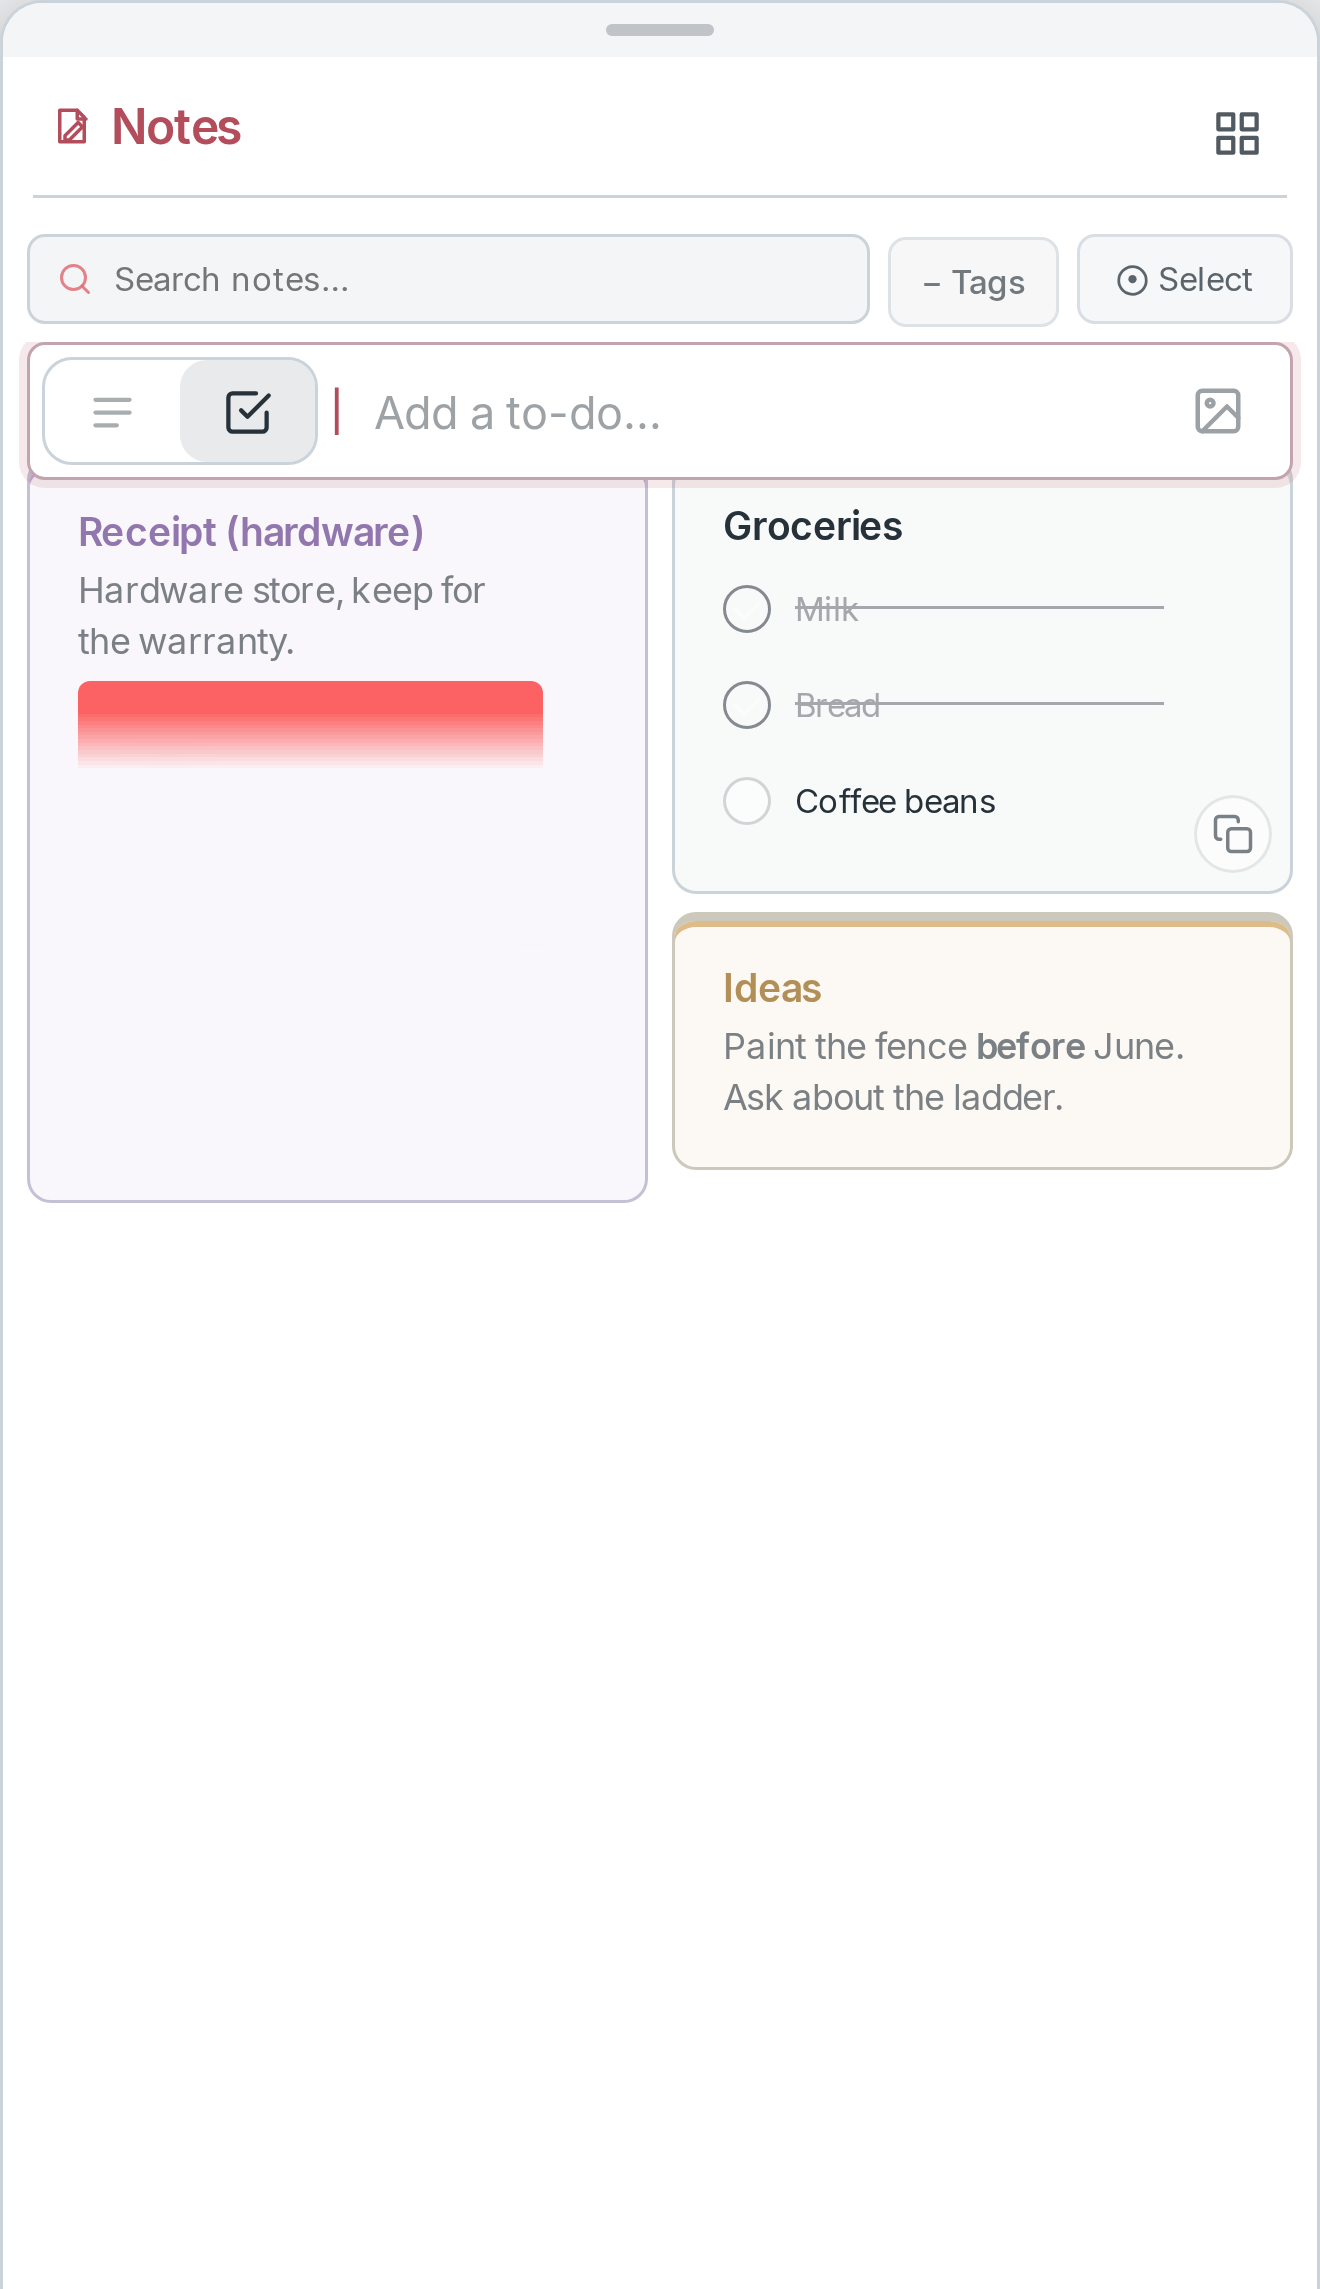 Notes
Search notes...
– Tags
Select
Add a to-do...
Receipt (hardware)
Hardware store, keep for
the warranty.
Groceries
Milk
Bread
Coffee beans
Ideas
Paint the fence before June.
Ask about the ladder.